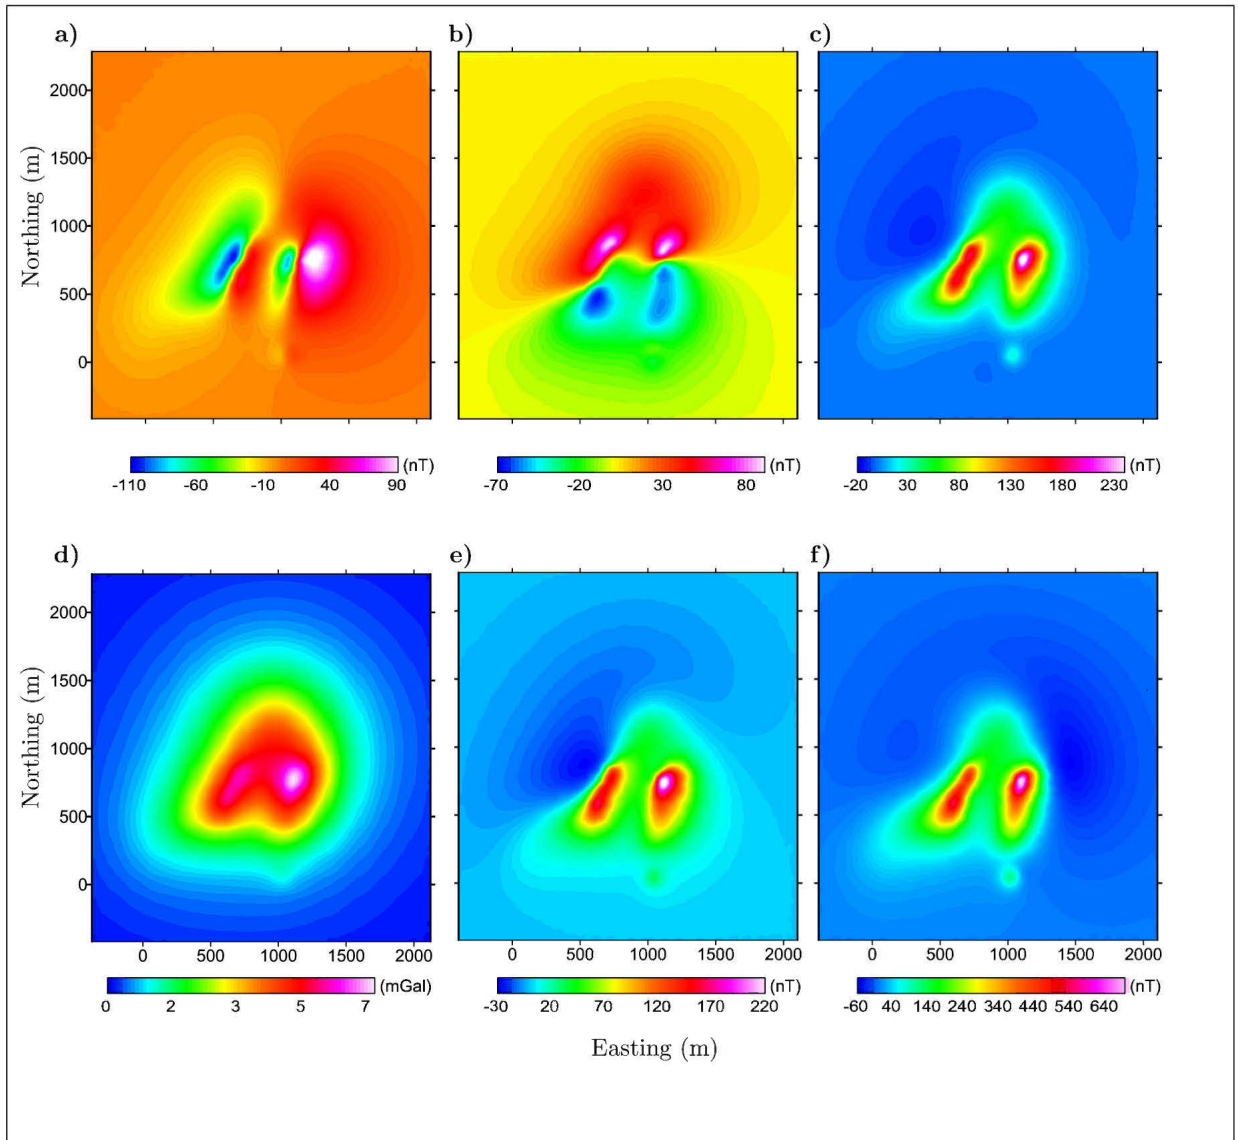 a) b) c)
2000
1500
1000
500
0
Northing (m)
-110 -60 -10 40 90 (nT)
-70 -20 30 80 (nT)
-20 30 80 130 180 230 (nT)
d) e) f)
2000
1500
1000
500
0
Northing (m)
0 500 1000 1500 2000
0 500 1000 1500 2000
0 500 1000 1500 2000
0 2 3 5 7 (mGal)
-30 20 70 120 170 220 (nT)
-60 40 140 240 340 440 540 640 (nT)
Easting (m)